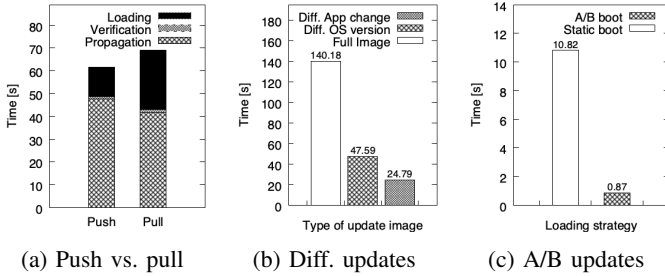 Loading
Verification
Propagation
Time [s]
80
70
60
50
40
30
20
10
0
Push
Pull
(a) Push vs. pull
Diff. App change
Diff. OS version
Full Image
Time [s]
180
160
140
120
100
80
60
40
20
0
140.18
47.59
24.79
Type of update image
(b) Diff. updates
A/B boot
Static boot
Time [s]
14
12
10
8
6
4
2
0
10.82
0.87
Loading strategy
(c) A/B updates